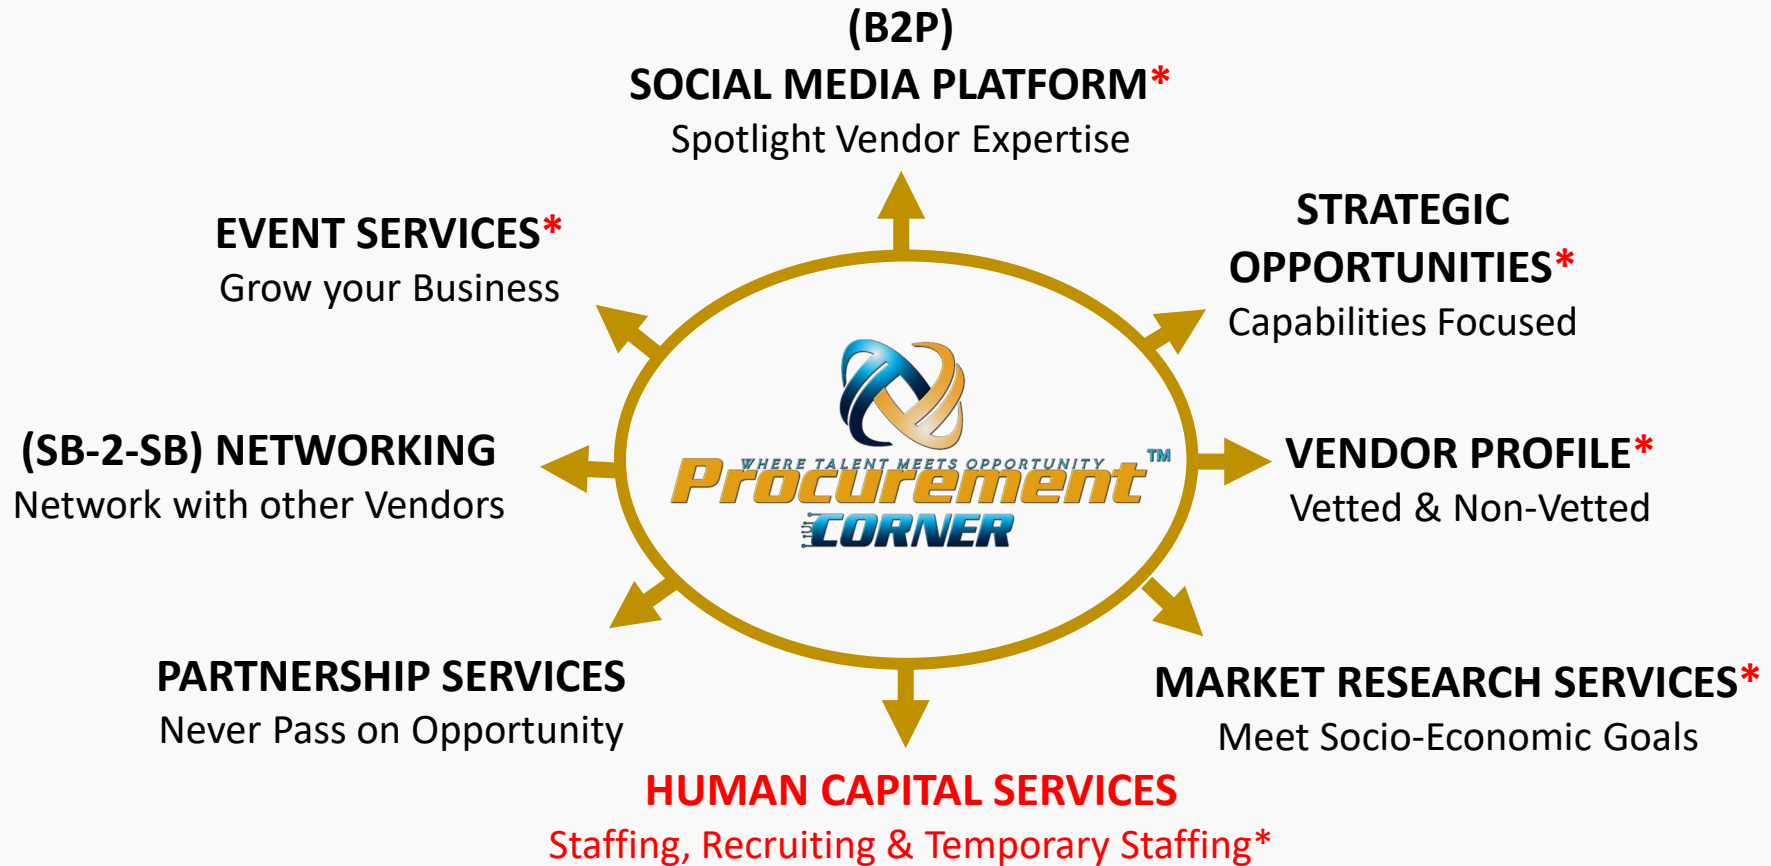 (B2P)
SOCIAL MEDIA PLATFORM*
Spotlight Vendor Expertise
EVENT SERVICES*
Grow your Business
STRATEGIC
OPPORTUNITIES*
Capabilities Focused
(SB-2-SB) NETWORKING
Network with other Vendors
WHERE TALENT MEETS OPPORTUNITY
Procurement™
CORNER
VENDOR PROFILE*
Vetted & Non-Vetted
PARTNERSHIP SERVICES
Never Pass on Opportunity
MARKET RESEARCH SERVICES*
Meet Socio-Economic Goals
HUMAN CAPITAL SERVICES
Staffing, Recruiting & Temporary Staffing*